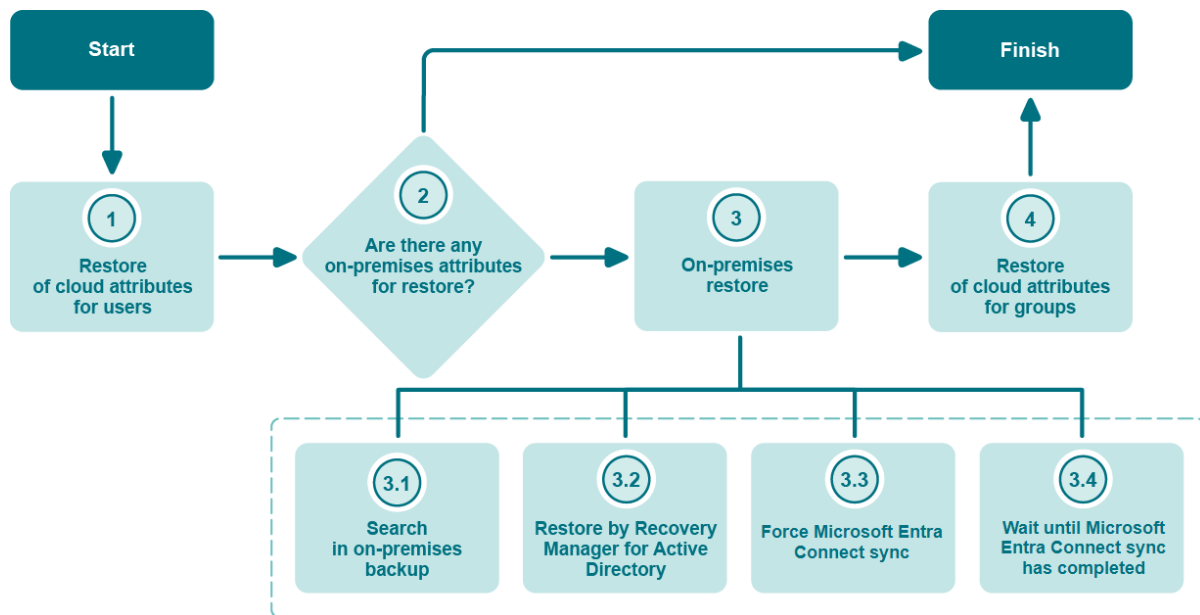 Start
Finish
1
Restore
of cloud attributes
for users
2
Are there any
on-premises attributes
for restore?
3
On-premises
restore
4
Restore
of cloud attributes
for groups
3.1
Search
in on-premises
backup
3.2
Restore by Recovery
Manager for Active
Directory
3.3
Force Microsoft Entra
Connect sync
3.4
Wait until Microsoft
Entra Connect sync
has completed